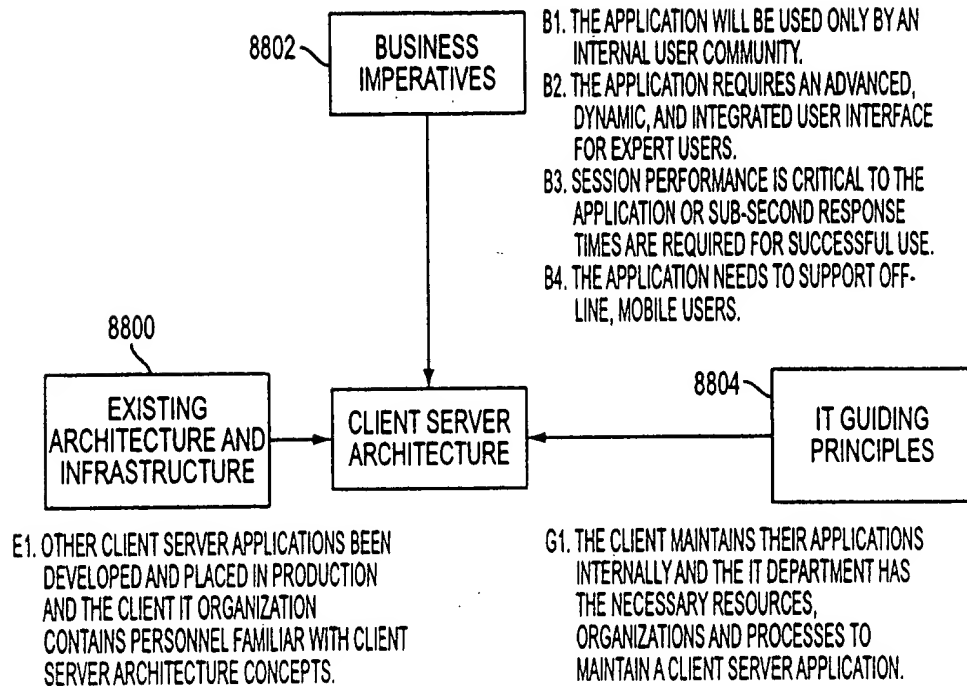 8802
BUSINESS
IMPERATIVES
B1. THE APPLICATION WILL BE USED ONLY BY AN
INTERNAL USER COMMUNITY.
B2. THE APPLICATION REQUIRES AN ADVANCED,
DYNAMIC, AND INTEGRATED USER INTERFACE
FOR EXPERT USERS.
B3. SESSION PERFORMANCE IS CRITICAL TO THE
APPLICATION OR SUB-SECOND RESPONSE
TIMES ARE REQUIRED FOR SUCCESSFUL USE.
B4. THE APPLICATION NEEDS TO SUPPORT OFF-
LINE, MOBILE USERS.
8800
EXISTING
ARCHITECTURE AND
INFRASTRUCTURE
CLIENT SERVER
ARCHITECTURE
8804
IT GUIDING
PRINCIPLES
E1. OTHER CLIENT SERVER APPLICATIONS BEEN
DEVELOPED AND PLACED IN PRODUCTION
AND THE CLIENT IT ORGANIZATION
CONTAINS PERSONNEL FAMILIAR WITH CLIENT
SERVER ARCHITECTURE CONCEPTS.
G1. THE CLIENT MAINTAINS THEIR APPLICATIONS
INTERNALLY AND THE IT DEPARTMENT HAS
THE NECESSARY RESOURCES,
ORGANIZATIONS AND PROCESSES TO
MAINTAIN A CLIENT SERVER APPLICATION.